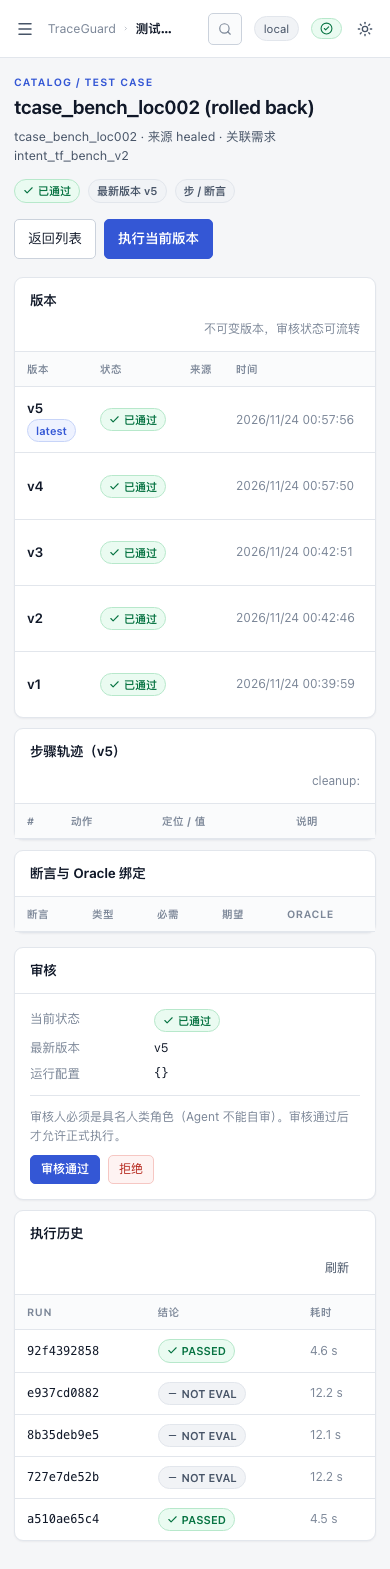 TraceGuard › 测试...
local
CATALOG / TEST CASE
tcase_bench_loc002 (rolled back)
tcase_bench_loc002 · 来源 healed · 关联需求
intent_tf_bench_v2
已通过 最新版本 v5 步 / 断言
返回列表 执行当前版本
版本
不可变版本，审核状态可流转
版本 状态 来源 时间
v5 latest 已通过 2026/11/24 00:57:56
v4 已通过 2026/11/24 00:57:50
v3 已通过 2026/11/24 00:42:51
v2 已通过 2026/11/24 00:42:46
v1 已通过 2026/11/24 00:39:59
步骤轨迹（v5）
cleanup:
# 动作 定位 / 值 说明
断言与 Oracle 绑定
断言 类型 必需 期望 ORACLE
审核
当前状态 已通过
最新版本 v5
运行配置 {}
审核人必须是具名人类角色（Agent 不能自审）。审核通过后
才允许正式执行。
审核通过 拒绝
执行历史
刷新
RUN 结论 耗时
92f4392858 PASSED 4.6 s
e937cd0882 NOT EVAL 12.2 s
8b35deb9e5 NOT EVAL 12.1 s
727e7de52b NOT EVAL 12.2 s
a510ae65c4 PASSED 4.5 s